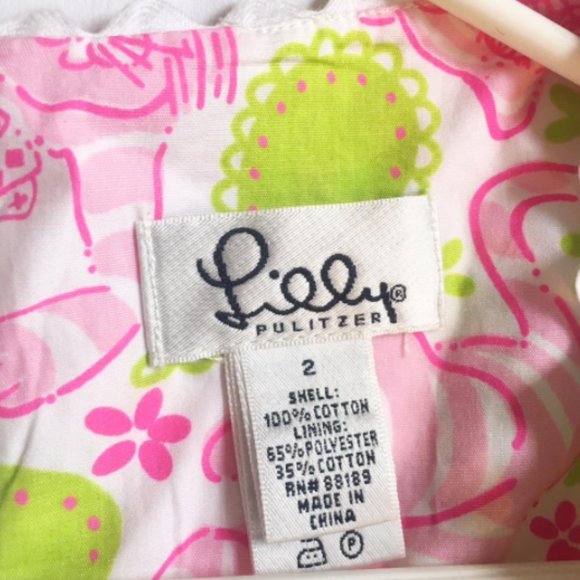 Lilly®
PULITZER
2
SHELL:
100% COTTON
LINING:
65% POLYESTER
35% COTTON
RN# 88189
MADE IN
CHINA
P